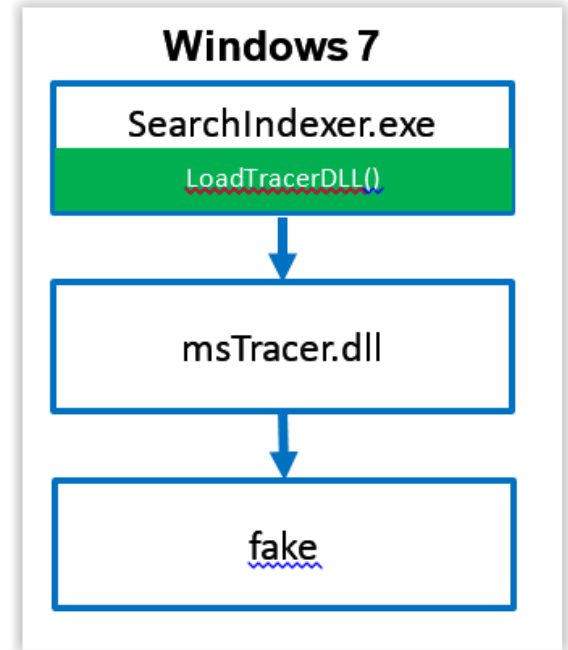 Windows 7
SearchIndexer.exe
LoadTracerDLL()
msTracer.dll
fake